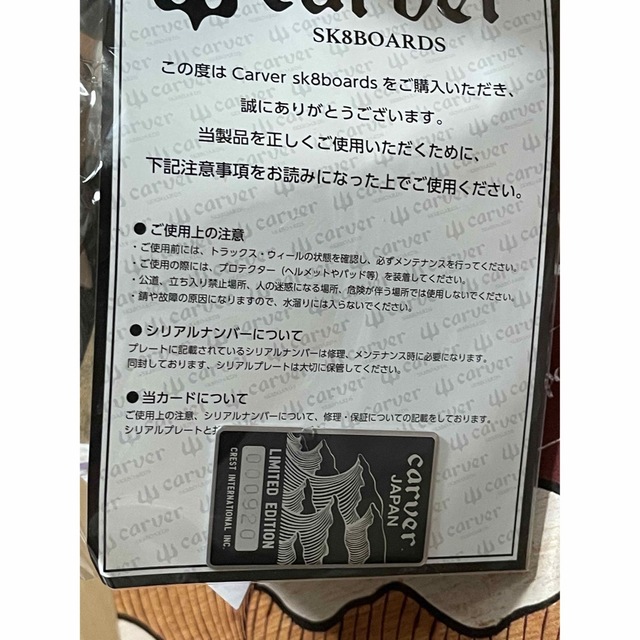 carver
SK8BOARDS
この度は Carver sk8boards をご購入いただき、
誠にありがとうございます。
当製品を正しくご使用いただくために、
下記注意事項をお読みになった上でご使用ください。
● ご使用上の注意
・ご使用前には、トラックス・ウィールの状態を確認し、必ずメンテナンスを行ってください。
・ご使用の際には、プロテクター（ヘルメットやパッド等）を装着してください。
・公道、立ち入り禁止場所、人の迷惑になる場所、危険が伴う場所では使用しないでください。
・錆や故障の原因になりますので、水溜りには入らないでください。
● シリアルナンバーについて
プレートに記載されているシリアルナンバーは修理、メンテナンス時に必要になります。
同封しております、シリアルプレートは大切に保管してください。
● 当カードについて
ご使用上の注意、シリアルナンバーについて、修理・保証についての記載をしております。
シリアルプレートと
carver
JAPAN
LIMITED EDITION
000920
CREST INTERNATIONAL INC.